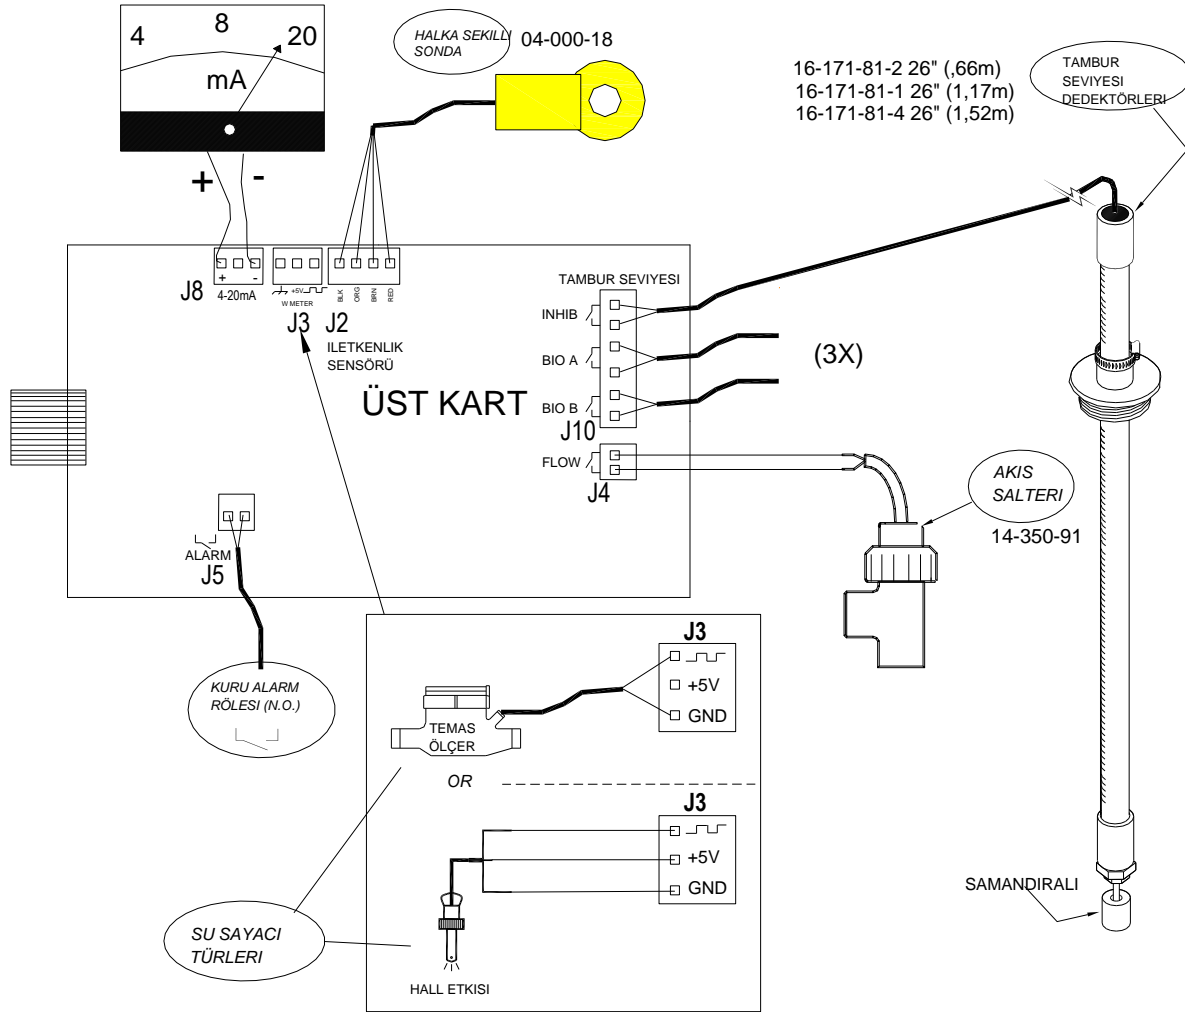 4
8
20
mA
+
-
HALKA SEKILLI
SONDA
04-000-18
16-171-81-2 26" (,66m)
16-171-81-1 26" (1,17m)
16-171-81-4 26" (1,52m)
TAMBUR
SEVIYESI
DEDEKTÖRLERI
J8
+
-
4-20mA
+5V
W METER
J3
BLK
ORG
BRN
RED
J2
ILETKENLIK
SENSÖRÜ
ÜST KART
TAMBUR SEVIYESI
INHIB
BIO A
BIO B
J10
(3X)
FLOW
J4
AKIS
SALTERI
14-350-91
ALARM
J5
KURU ALARM
RÖLESI (N.O.)
J3
+5V
GND
TEMAS
ÖLÇER
OR
J3
+5V
GND
SU SAYACI
TÜRLERI
HALL ETKISI
SAMANDIRALI